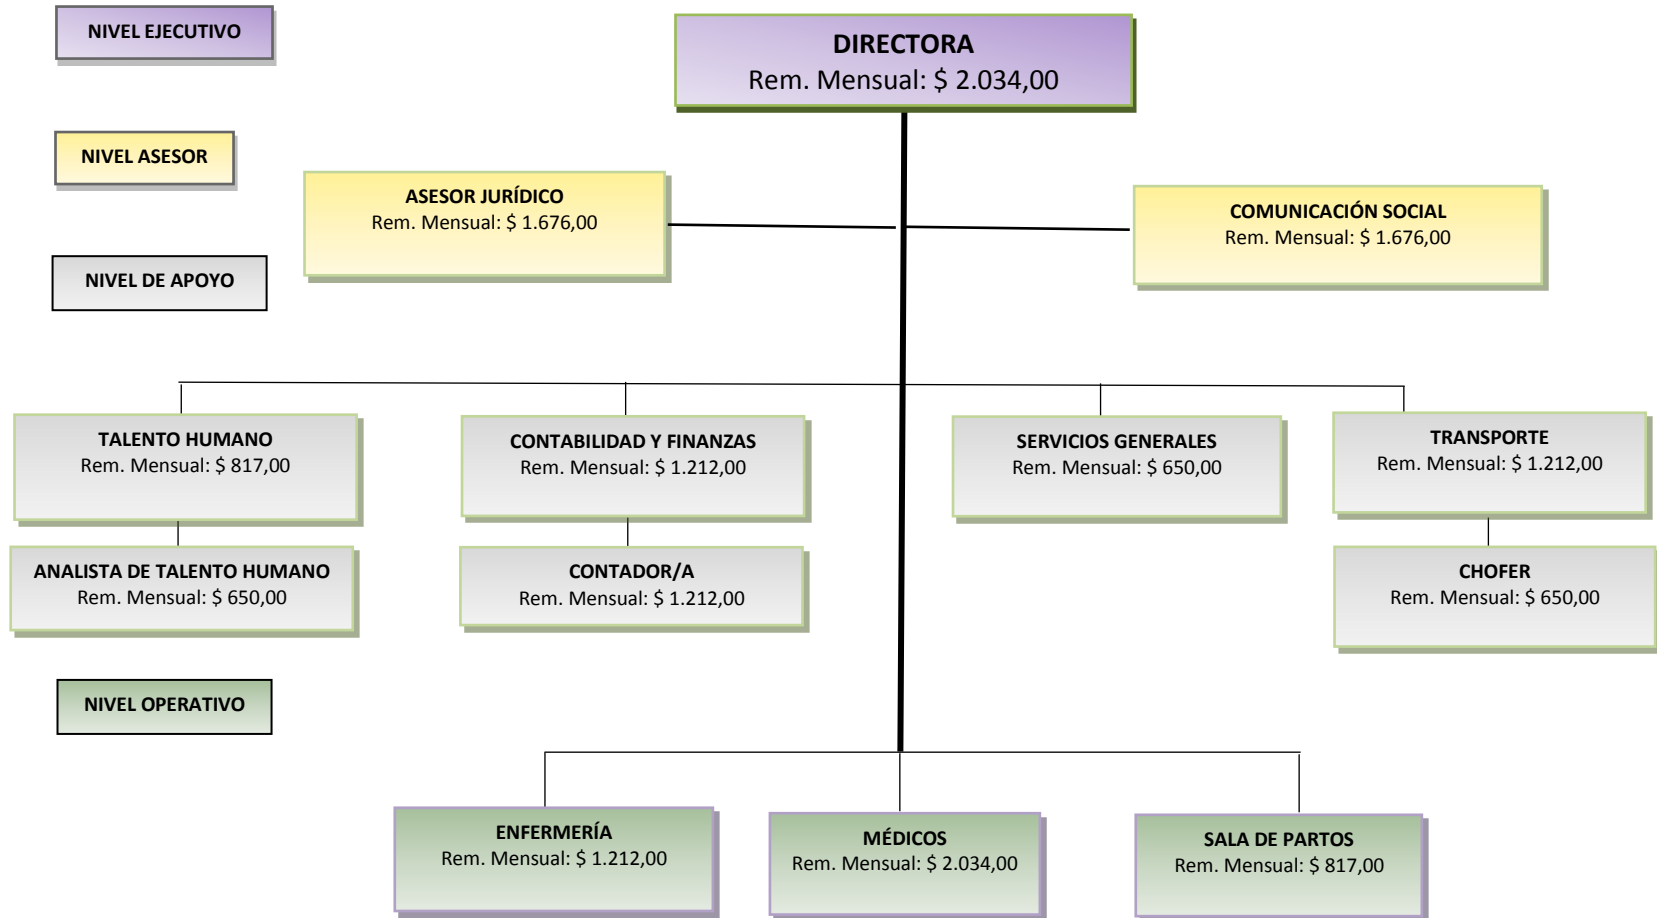 NIVEL EJECUTIVO
DIRECTORA
Rem. Mensual: $ 2.034,00
NIVEL ASESOR
ASESOR JURÍDICO
Rem. Mensual: $ 1.676,00
COMUNICACIÓN SOCIAL
Rem. Mensual: $ 1.676,00
NIVEL DE APOYO
TALENTO HUMANO
Rem. Mensual: $ 817,00
CONTABILIDAD Y FINANZAS
Rem. Mensual: $ 1.212,00
SERVICIOS GENERALES
Rem. Mensual: $ 650,00
TRANSPORTE
Rem. Mensual: $ 1.212,00
ANALISTA DE TALENTO HUMANO
Rem. Mensual: $ 650,00
CONTADOR/A
Rem. Mensual: $ 1.212,00
CHOFER
Rem. Mensual: $ 650,00
NIVEL OPERATIVO
ENFERMERÍA
Rem. Mensual: $ 1.212,00
MÉDICOS
Rem. Mensual: $ 2.034,00
SALA DE PARTOS
Rem. Mensual: $ 817,00